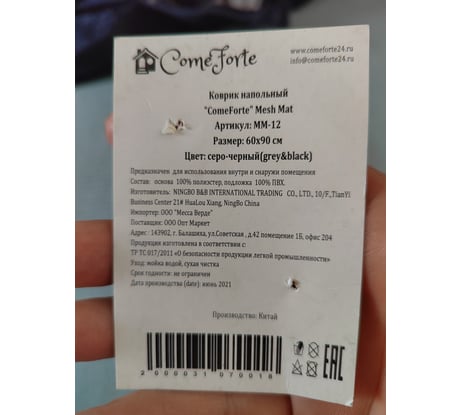 ComeForte
www.comeforte24.ru
info@comeforte24.ru
Коврик напольный
"ComeForte" Mesh Mat
Артикул: ММ-12
Размер: 60х90 см
Цвет: серо-черный(grey&black)
Предназначен для использования внутри и снаружи помещения
Состав: основа 100% полиэстер, подложка 100% ПВХ.
Изготовитель: NINGBO B&B INTERNATIONAL TRADING CO., LTD., 10/F.,TianYi
Business Center 21# HuaLou Xiang, NingBo China
Импортер: ООО "Месса Верде"
Поставщик: ООО Опт Маркет
Адрес : 143902, г. Балашиха, ул.Советская , д.42 помещение 1Б, офис 204
Продукция изготовлена в соответствии с:
ТР ТС 017/2011 «О безопасности продукции легкой промышленности»
Уход: мойка водой, сухая чистка
Срок годности: не ограничен
Дата производства (date): июнь 2021
Производство: Китай
2000031070018
EAC